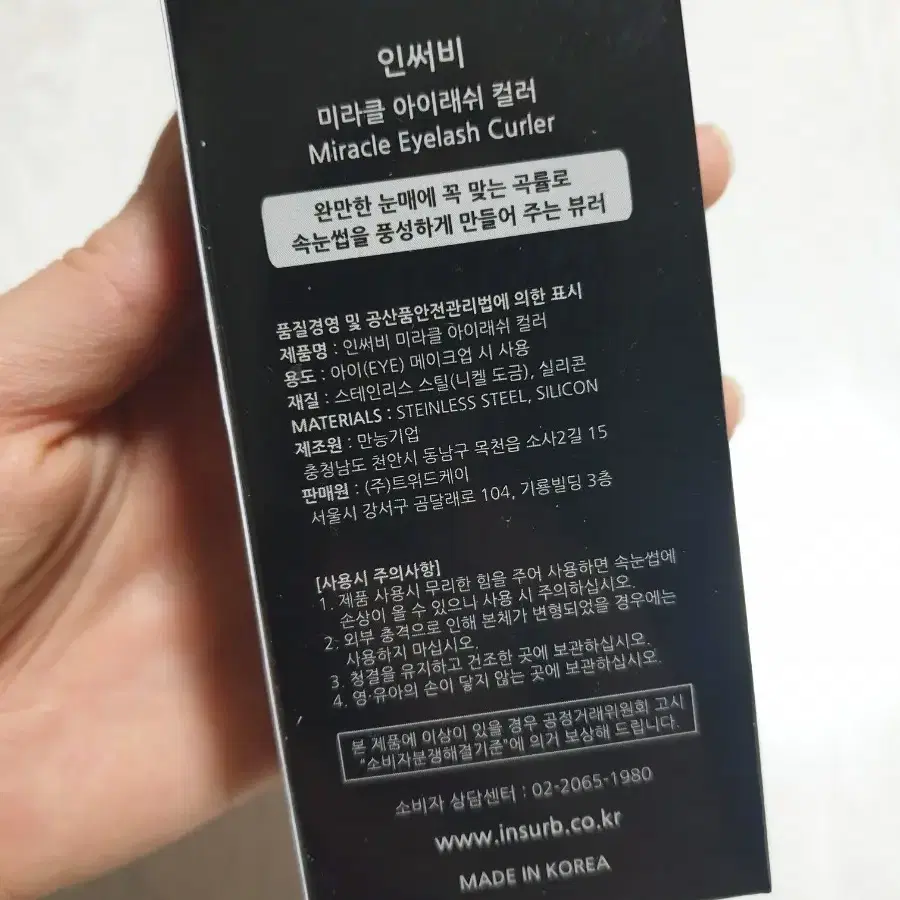 인써비
미라클 아이래쉬 컬러
Miracle Eyelash Curler
완만한 눈매에 꼭 맞는 곡률로
속눈썹을 풍성하게 만들어 주는 뷰러
품질경영 및 공산품안전관리법에 의한 표시
제품명 : 인써비 미라클 아이래쉬 컬러
용도 : 아이(EYE) 메이크업 시 사용
재질 : 스테인리스 스틸(니켈 도금), 실리콘
MATERIALS : STEINLESS STEEL, SILICON
제조원 : 만능기업
충청남도 천안시 동남구 목천읍 소사2길 15
판매원 : (주)트위드케이
서울시 강서구 곰달래로 104, 기룡빌딩 3층
[사용시 주의사항]
1. 제품 사용시 무리한 힘을 주어 사용하면 속눈썹에
손상이 올 수 있으니 사용 시 주의하십시오.
2. 외부 충격으로 인해 본체가 변형되었을 경우에는
사용하지 마십시오.
3. 청결을 유지하고 건조한 곳에 보관하십시오.
4. 영·유아의 손이 닿지 않는 곳에 보관하십시오.
본 제품에 이상이 있을 경우 공정거래위원회 고시
"소비자분쟁해결기준"에 의거 보상해 드립니다.
소비자 상담센터 : 02-2065-1980
www.insurb.co.kr
MADE IN KOREA